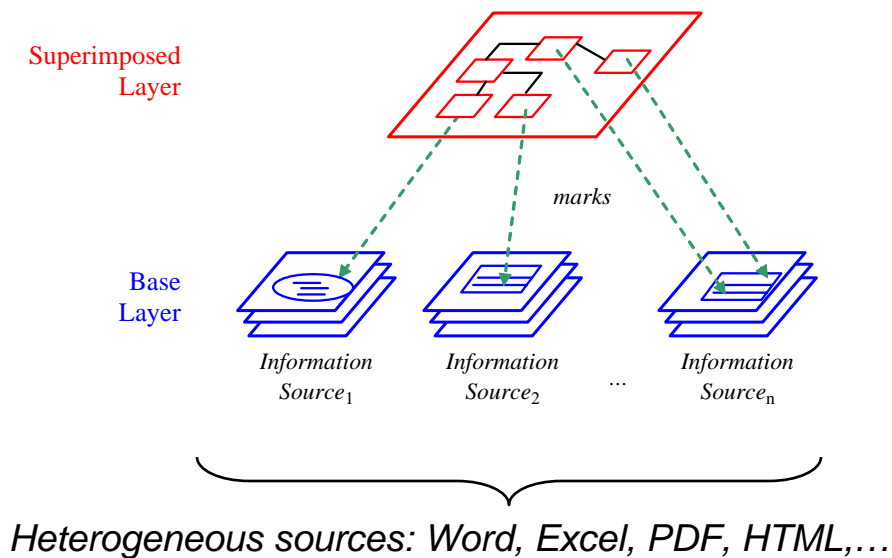 Superimposed
Layer
marks
Base
Layer
Information
Source1
Information
Source2
...
Information
Sourcen
Heterogeneous sources: Word, Excel, PDF, HTML,…